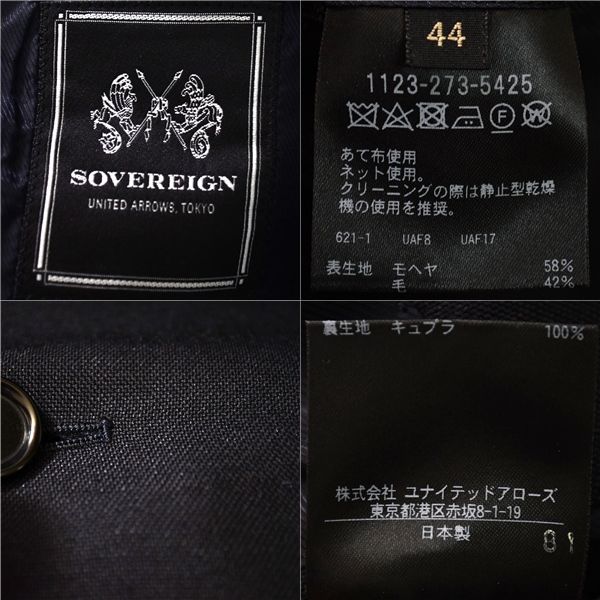 SOVEREIGN
UNITED ARROWS, TOKYO
44
1123-273-5425
あて布使用
ネット使用。
クリーニングの際は静止型乾燥
機の使用を推奨。
621-1 UAF8 UAF17
表生地 モヘヤ 58%
毛 42%
裏生地 キュプラ 100%
株式会社 ユナイテッドアローズ
東京都港区赤坂8-1-19
日本製